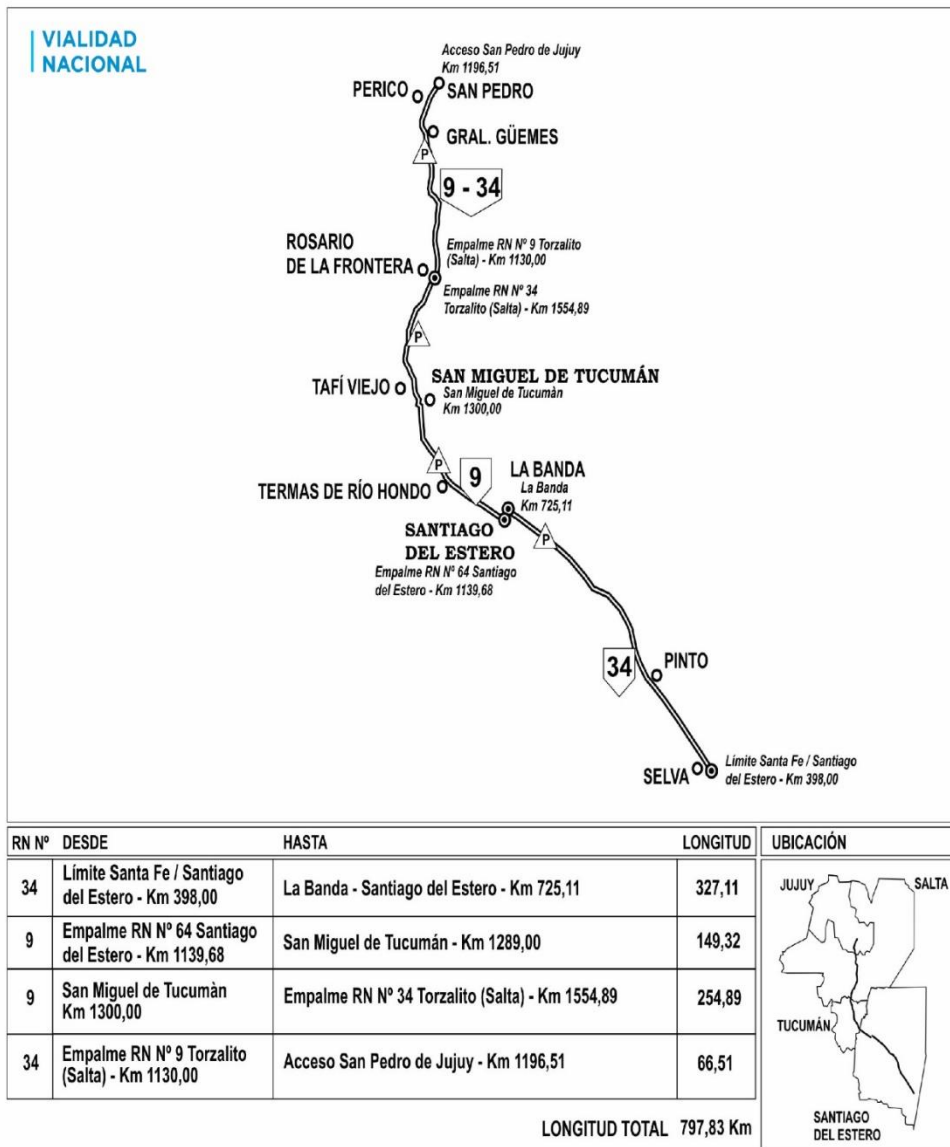 VIALIDAD
NACIONAL
Acceso San Pedro de Jujuy
Km 1196,51
PERICO
SAN PEDRO
GRAL. GÜEMES
P
9 - 34
ROSARIO
DE LA FRONTERA
Empalme RN Nº 9 Torzalito
(Salta) - Km 1130,00
Empalme RN Nº 34
Torzalito (Salta) - Km 1554,89
P
TAFÍ VIEJO
SAN MIGUEL DE TUCUMÁN
San Miguel de Tucumàn
Km 1300,00
P
TERMAS DE RÍO HONDO
9
LA BANDA
La Banda
Km 725,11
SANTIAGO
DEL ESTERO
Empalme RN Nº 64 Santiago
del Estero - Km 1139,68
P
34
PINTO
SELVA
Límite Santa Fe / Santiago
del Estero - Km 398,00
RN Nº DESDE HASTA LONGITUD
34 Límite Santa Fe / Santiago
del Estero - Km 398,00 La Banda - Santiago del Estero - Km 725,11 327,11
9 Empalme RN Nº 64 Santiago
del Estero - Km 1139,68 San Miguel de Tucumán - Km 1289,00 149,32
9 San Miguel de Tucumàn
Km 1300,00 Empalme RN Nº 34 Torzalito (Salta) - Km 1554,89 254,89
34 Empalme RN Nº 9 Torzalito
(Salta) - Km 1130,00 Acceso San Pedro de Jujuy - Km 1196,51 66,51
LONGITUD TOTAL 797,83 Km
UBICACIÓN
JUJUY
SALTA
TUCUMÁN
SANTIAGO
DEL ESTERO